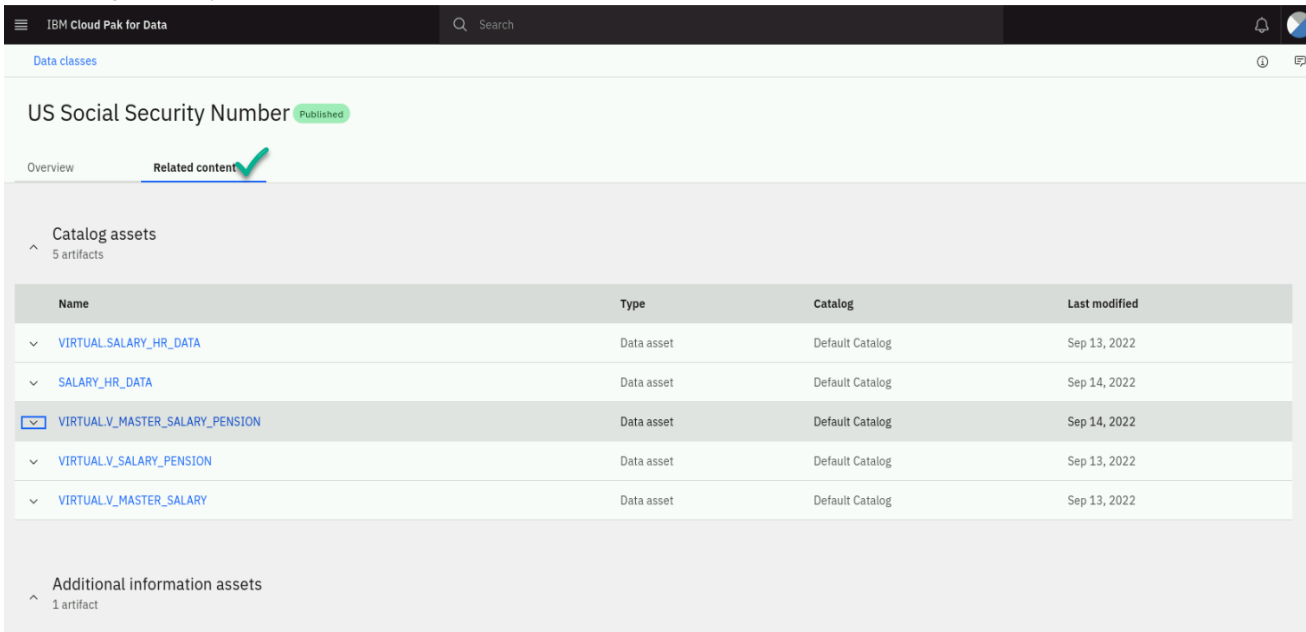 IBM Cloud Pak for Data
Search
Data classes
US Social Security Number Published
Overview Related content
Catalog assets
5 artifacts
Name Type Catalog Last modified
VIRTUAL.SALARY_HR_DATA Data asset Default Catalog Sep 13, 2022
SALARY_HR_DATA Data asset Default Catalog Sep 14, 2022
VIRTUAL.V_MASTER_SALARY_PENSION Data asset Default Catalog Sep 14, 2022
VIRTUAL.V_SALARY_PENSION Data asset Default Catalog Sep 13, 2022
VIRTUAL.V_MASTER_SALARY Data asset Default Catalog Sep 13, 2022
Additional information assets
1 artifact